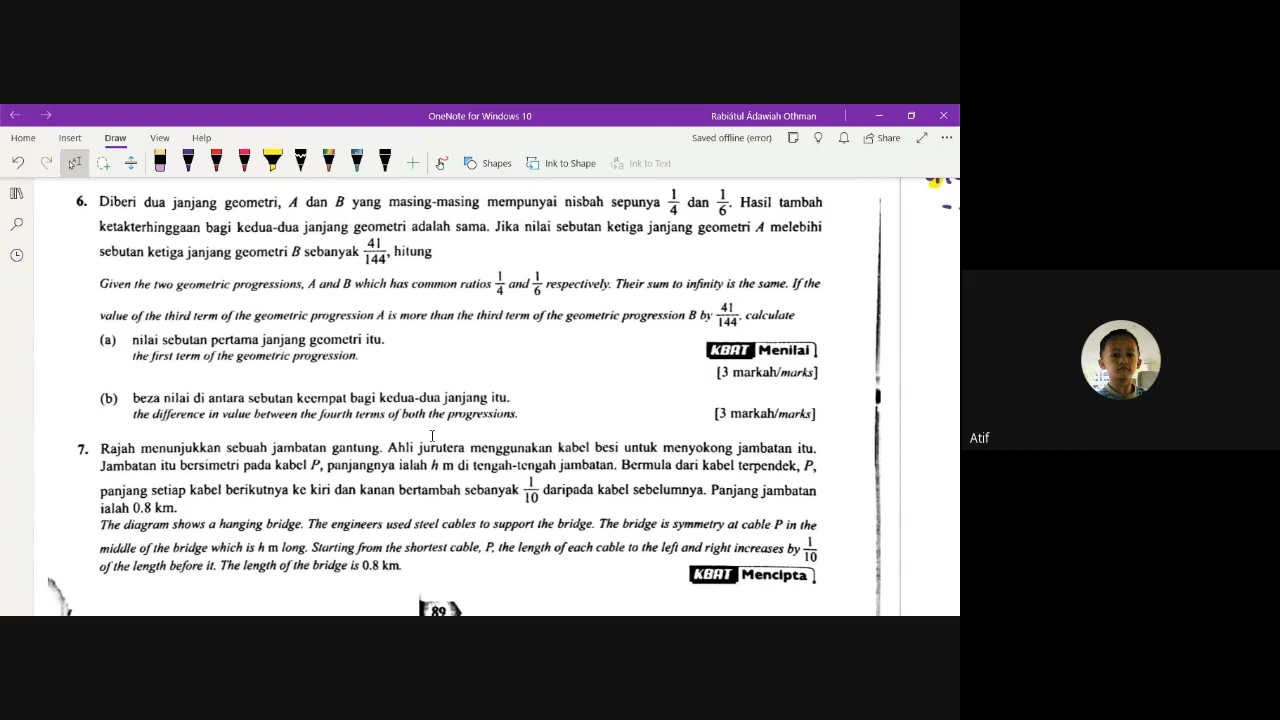 OneNote for Windows 10
Rabiátul Ádawiah Othman
Home Insert Draw View Help
Saved offline (error)
Share
Shapes
Ink to Shape
Ink to Text
6. Diberi dua janjang geometri, A dan B yang masing-masing mempunyai nisbah sepunya 1/4 dan 1/6. Hasil tambah
ketakterhinggaan bagi kedua-dua janjang geometri adalah sama. Jika nilai sebutan ketiga janjang geometri A melebihi
sebutan ketiga janjang geometri B sebanyak 41/144, hitung
Given the two geometric progressions, A and B which has common ratios 1/4 and 1/6 respectively. Their sum to infinity is the same. If the
value of the third term of the geometric progression A is more than the third term of the geometric progression B by 41/144, calculate
(a) nilai sebutan pertama janjang geometri itu.
the first term of the geometric progression.
KBAT Menilai
[3 markah/marks]
(b) beza nilai di antara sebutan keempat bagi kedua-dua janjang itu.
the difference in value between the fourth terms of both the progressions.
[3 markah/marks]
7. Rajah menunjukkan sebuah jambatan gantung. Ahli jurutera menggunakan kabel besi untuk menyokong jambatan itu.
Jambatan itu bersimetri pada kabel P, panjangnya ialah h m di tengah-tengah jambatan. Bermula dari kabel terpendek, P,
panjang setiap kabel berikutnya ke kiri dan kanan bertambah sebanyak 1/10 daripada kabel sebelumnya. Panjang jambatan
ialah 0.8 km.
The diagram shows a hanging bridge. The engineers used steel cables to support the bridge. The bridge is symmetry at cable P in the
middle of the bridge which is h m long. Starting from the shortest cable, P, the length of each cable to the left and right increases by 1/10
of the length before it. The length of the bridge is 0.8 km.
KBAT Mencipta
89
Atif